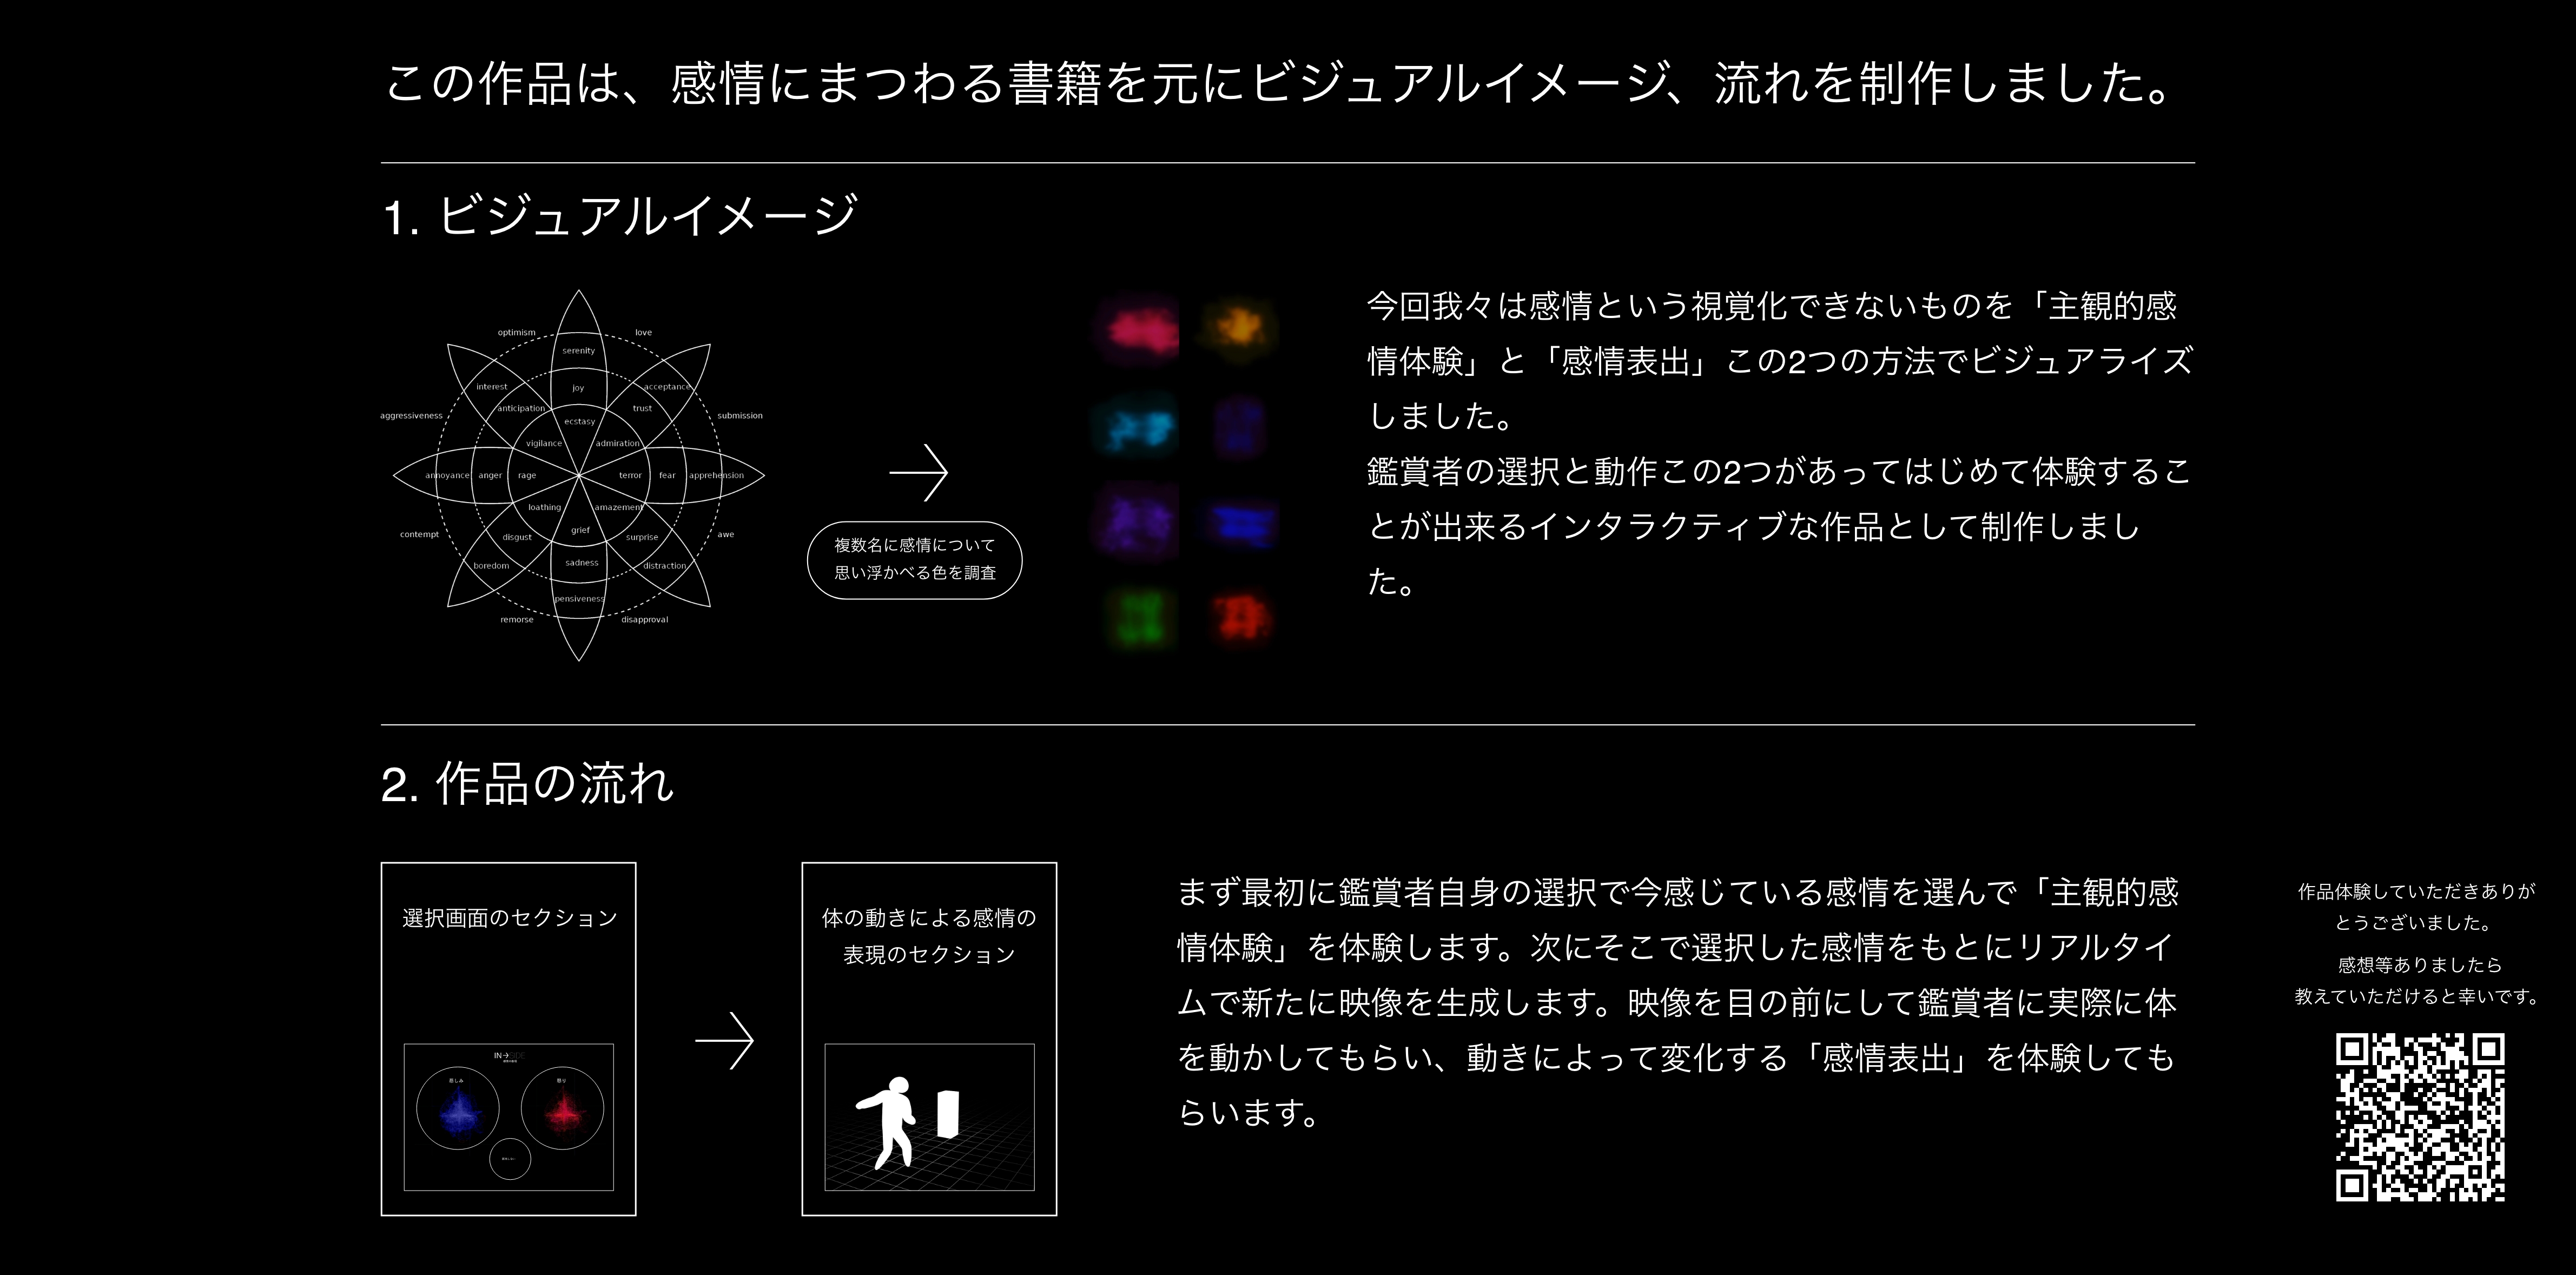 この作品は、感情にまつわる書籍を元にビジュアルイメージ、流れを制作しました。
1. ビジュアルイメージ
optimism
love
serenity
interest
joy
acceptance
aggressiveness
anticipation
trust
submission
ecstasy
vigilance
admiration
annoyance
anger
rage
terror
fear
apprehension
loathing
amazement
contempt
disgust
grief
surprise
awe
boredom
sadness
distraction
pensiveness
remorse
disapproval
複数名に感情について
思い浮かべる色を調査
今回我々は感情という視覚化できないものを「主観的感
情体験」と「感情表出」この2つの方法でビジュアライズ
しました。
鑑賞者の選択と動作この2つがあってはじめて体験するこ
とが出来るインタラクティブな作品として制作しまし
た。
2. 作品の流れ
選択画面のセクション
IN→SIDE
悲しみ
怒り
体の動きによる感情の
表現のセクション
まず最初に鑑賞者自身の選択で今感じている感情を選んで「主観的感
情体験」を体験します。次にそこで選択した感情をもとにリアルタイ
ムで新たに映像を生成します。映像を目の前にして鑑賞者に実際に体
を動かしてもらい、動きによって変化する「感情表出」を体験しても
らいます。
作品体験していただきありが
とうございました。
感想等ありましたら
教えていただけると幸いです。